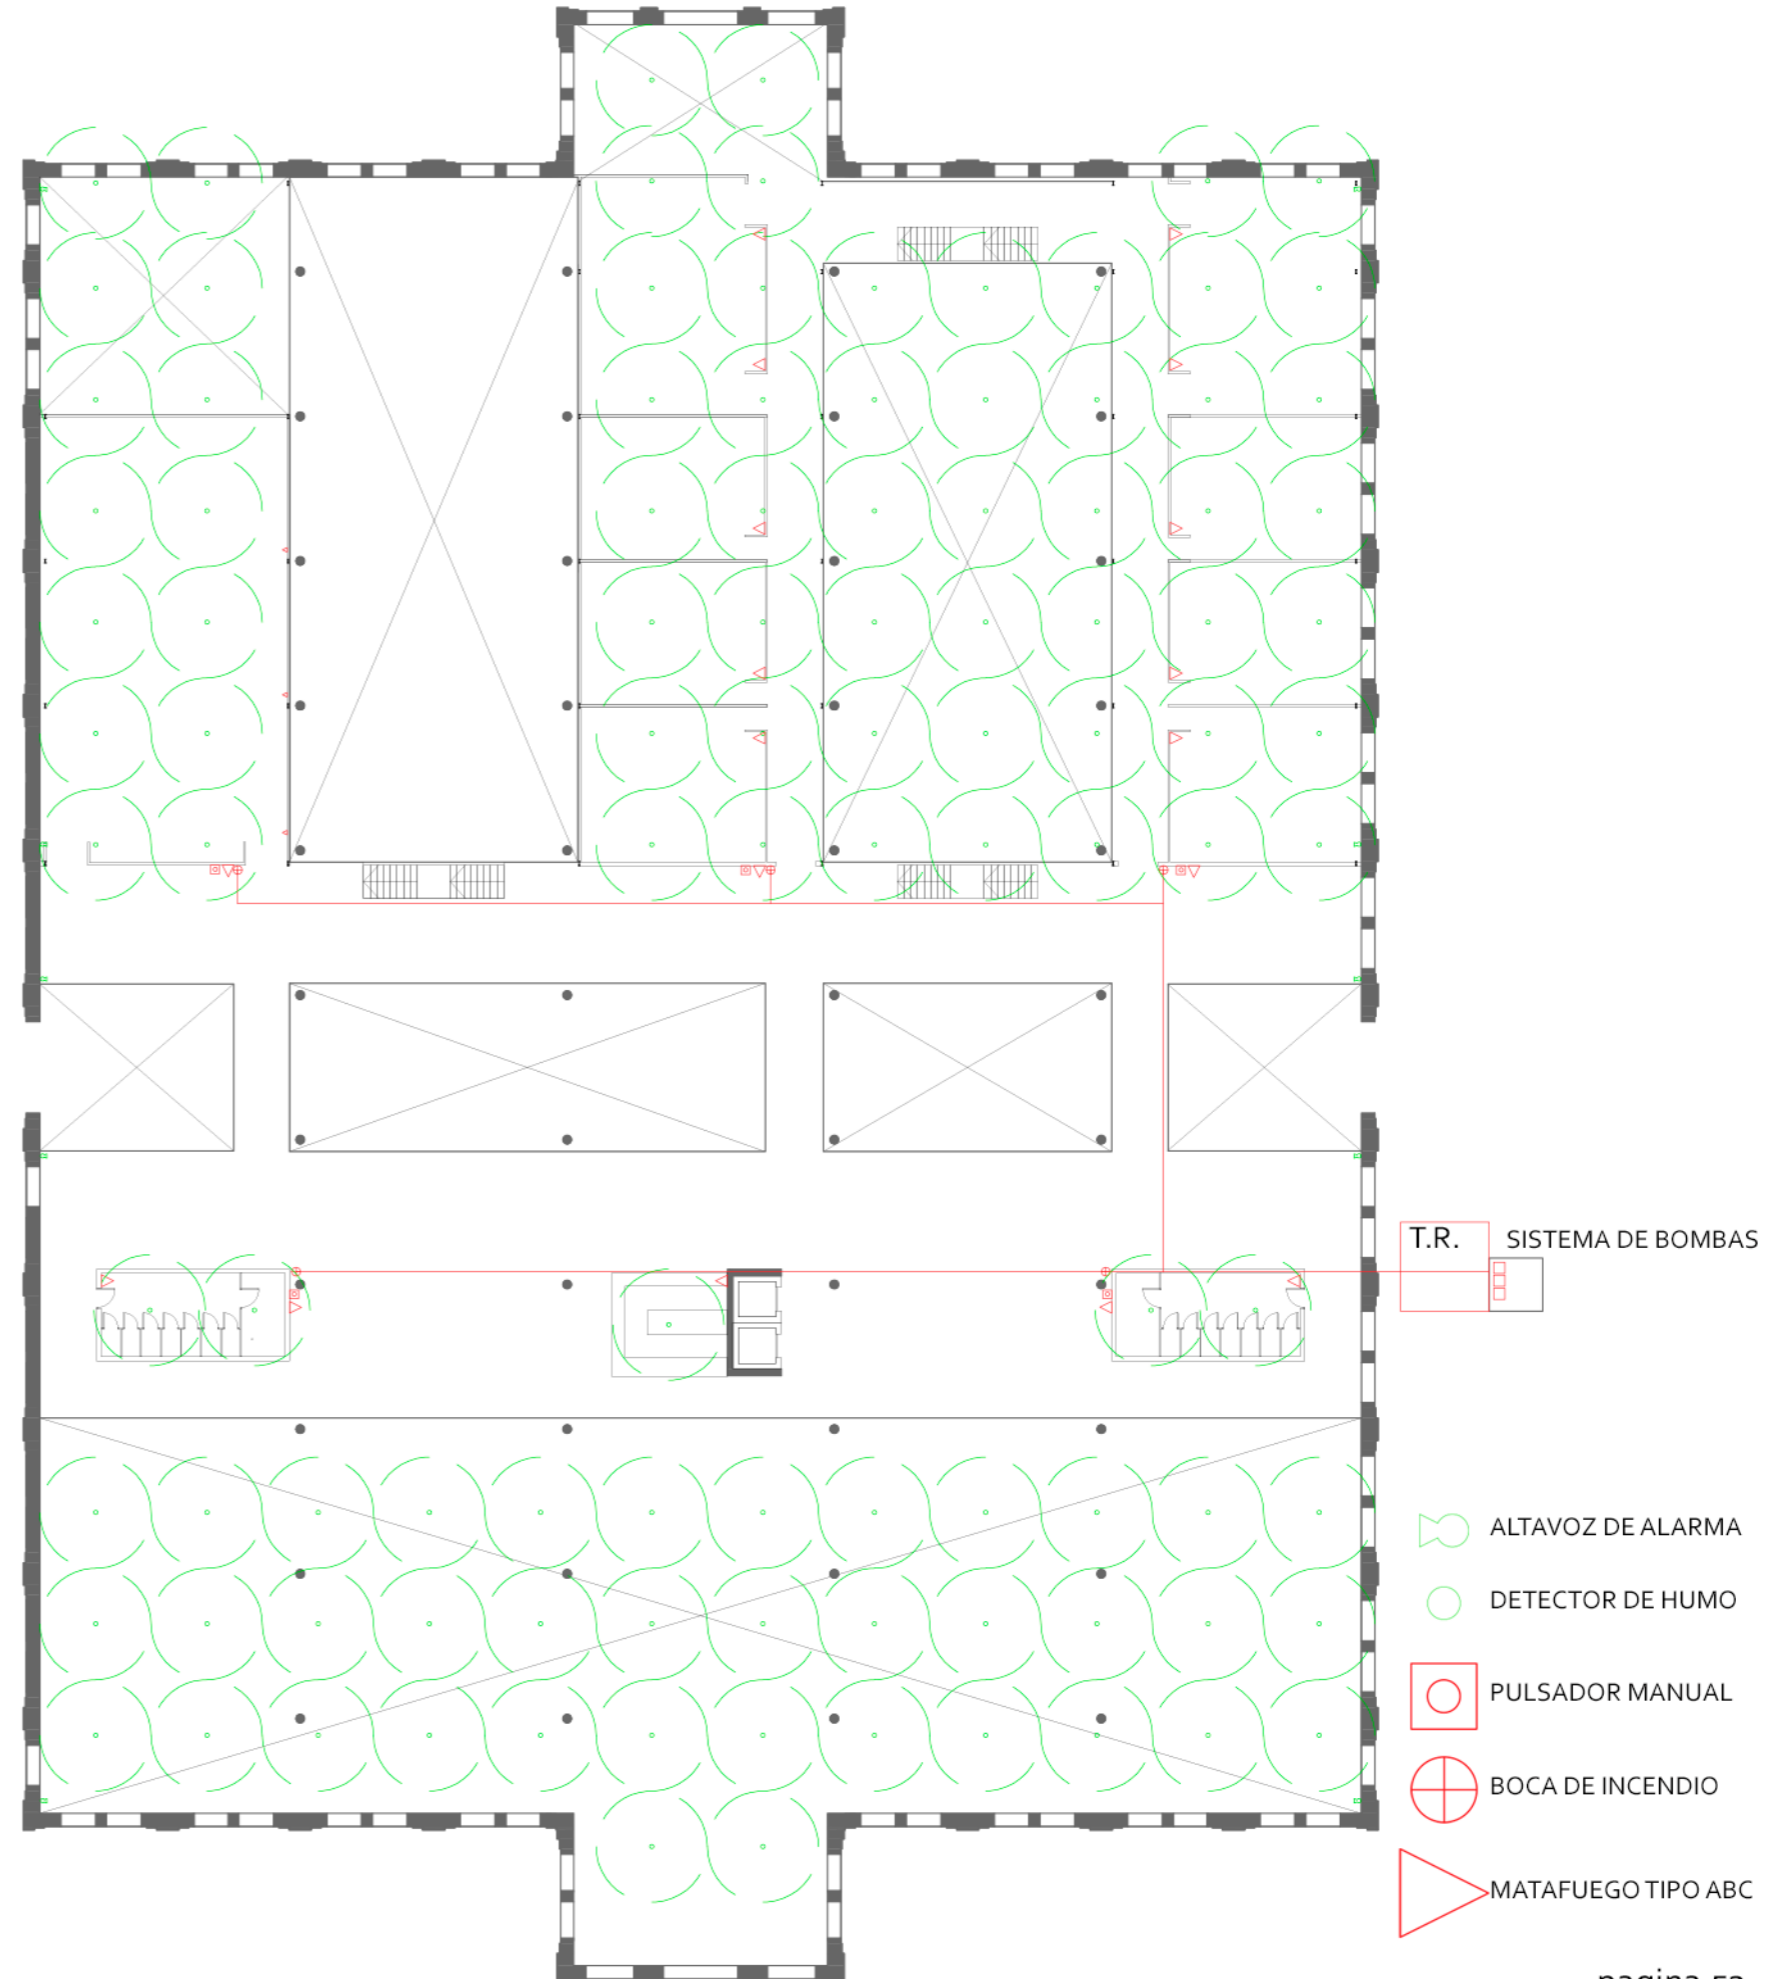 T.R.
SISTEMA DE BOMBAS
ALTAVOZ DE ALARMA
DETECTOR DE HUMO
PULSADOR MANUAL
BOCA DE INCENDIO
MATAFUEGO TIPO ABC